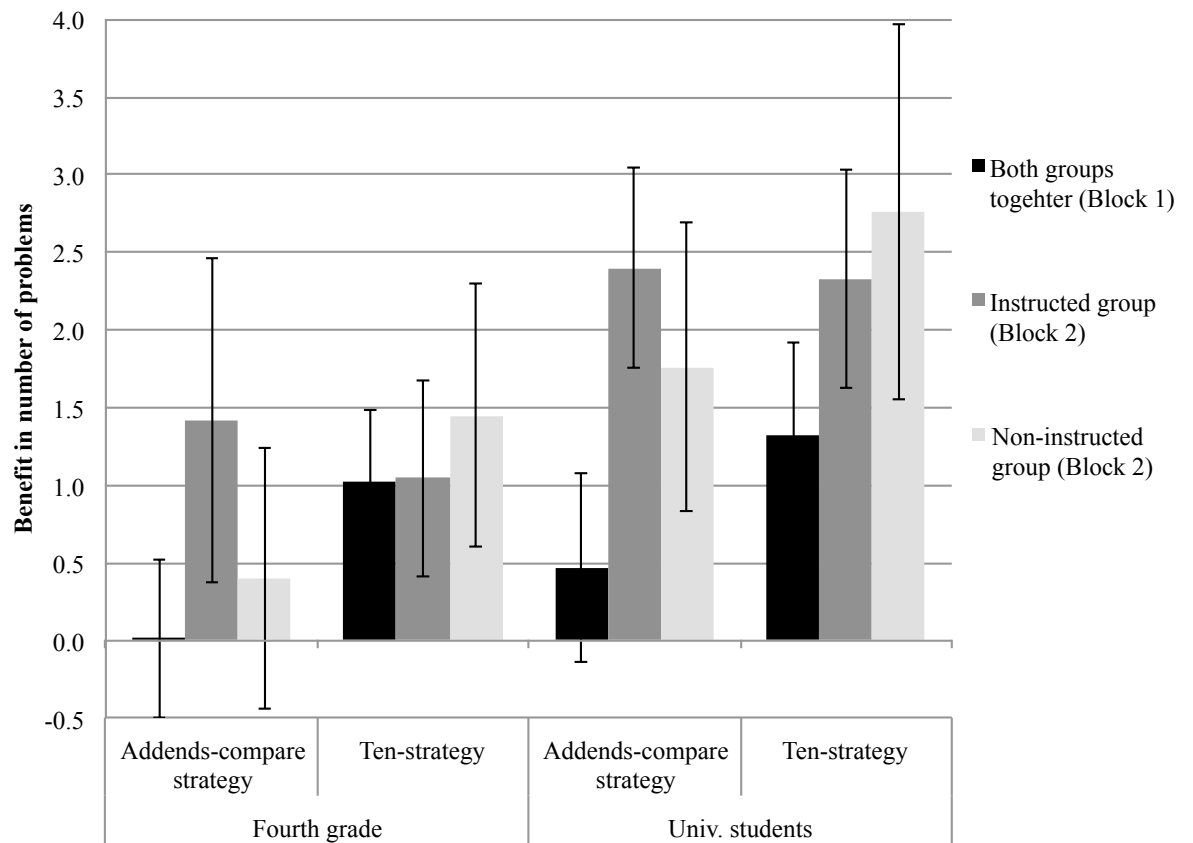 4.0
3.5
3.0
2.5
2.0
1.5
1.0
0.5
0.0
-0.5
Benefit in number of problems
Addends-compare
strategy
Ten-strategy
Addends-compare
strategy
Ten-strategy
Fourth grade
Univ. students
Both groups
togehter (Block 1)
Instructed group
(Block 2)
Non-instructed
group (Block 2)